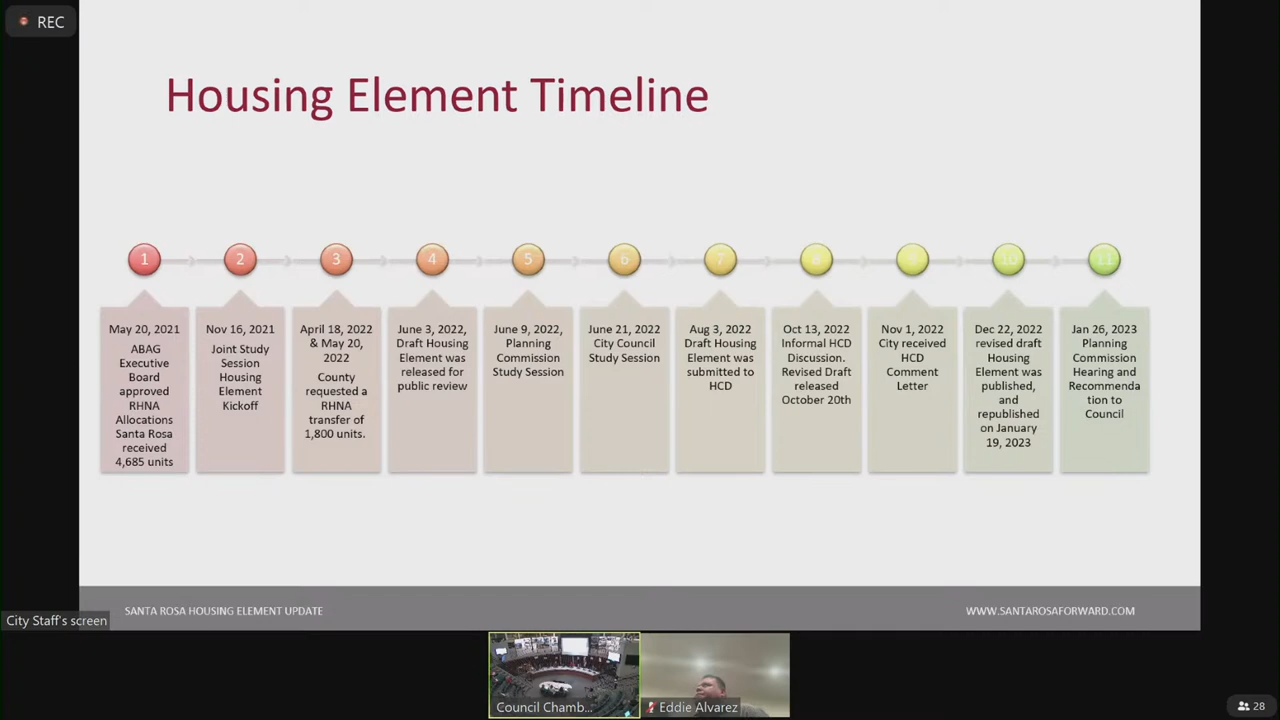 REC
Housing Element Timeline
1
2
3
4
5
6
7
8
9
10
11
May 20, 2021
ABAG
Executive
Board
approved
RHNA
Allocations
Santa Rosa
received
4,685 units
Nov 16, 2021
Joint Study
Session
Housing
Element
Kickoff
April 18, 2022
& May 20,
2022
County
requested a
RHNA
transfer of
1,800 units.
June 3, 2022,
Draft Housing
Element was
released for
public review
June 9, 2022,
Planning
Commission
Study Session
June 21, 2022
City Council
Study Session
Aug 3, 2022
Draft Housing
Element was
submitted to
HCD
Oct 13, 2022
Informal HCD
Discussion.
Revised Draft
released
October 20th
Nov 1, 2022
City received
HCD
Comment
Letter
Dec 22, 2022
revised draft
Housing
Element was
published,
and
republished
on January
19, 2023
Jan 26, 2023
Planning
Commission
Hearing and
Recommenda
tion to
Council
SANTA ROSA HOUSING ELEMENT UPDATE
WWW.SANTAROSAFORWARD.COM
City Staff's screen
Council Chamb...
Eddie Alvarez
28